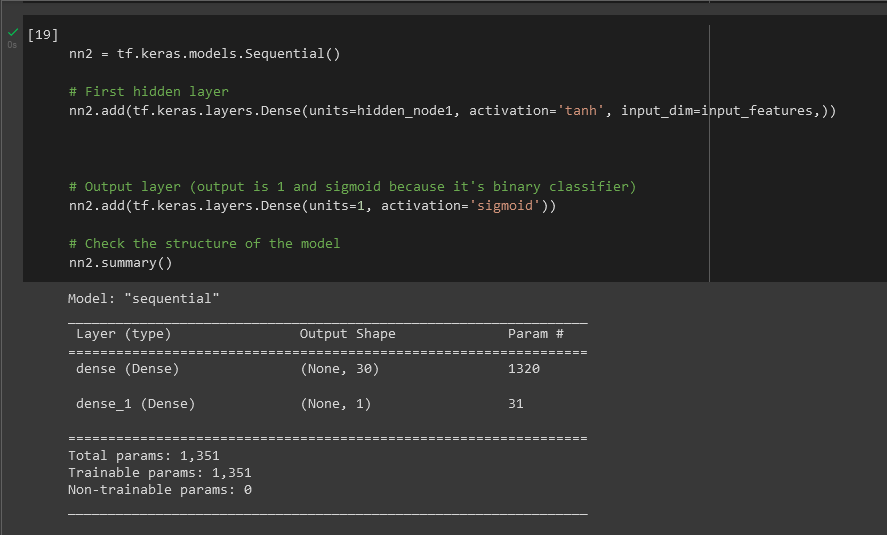 [19]
0s
nn2 = tf.keras.models.Sequential()
# First hidden layer
nn2.add(tf.keras.layers.Dense(units=hidden_node1, activation='tanh', input_dim=input_features,))
# Output layer (output is 1 and sigmoid because it's binary classifier)
nn2.add(tf.keras.layers.Dense(units=1, activation='sigmoid'))
# Check the structure of the model
nn2.summary()
Model: "sequential"
_________________________________________________________________
Layer (type) Output Shape Param #
=================================================================
dense (Dense) (None, 30) 1320
dense_1 (Dense) (None, 1) 31
=================================================================
Total params: 1,351
Trainable params: 1,351
Non-trainable params: 0
_________________________________________________________________